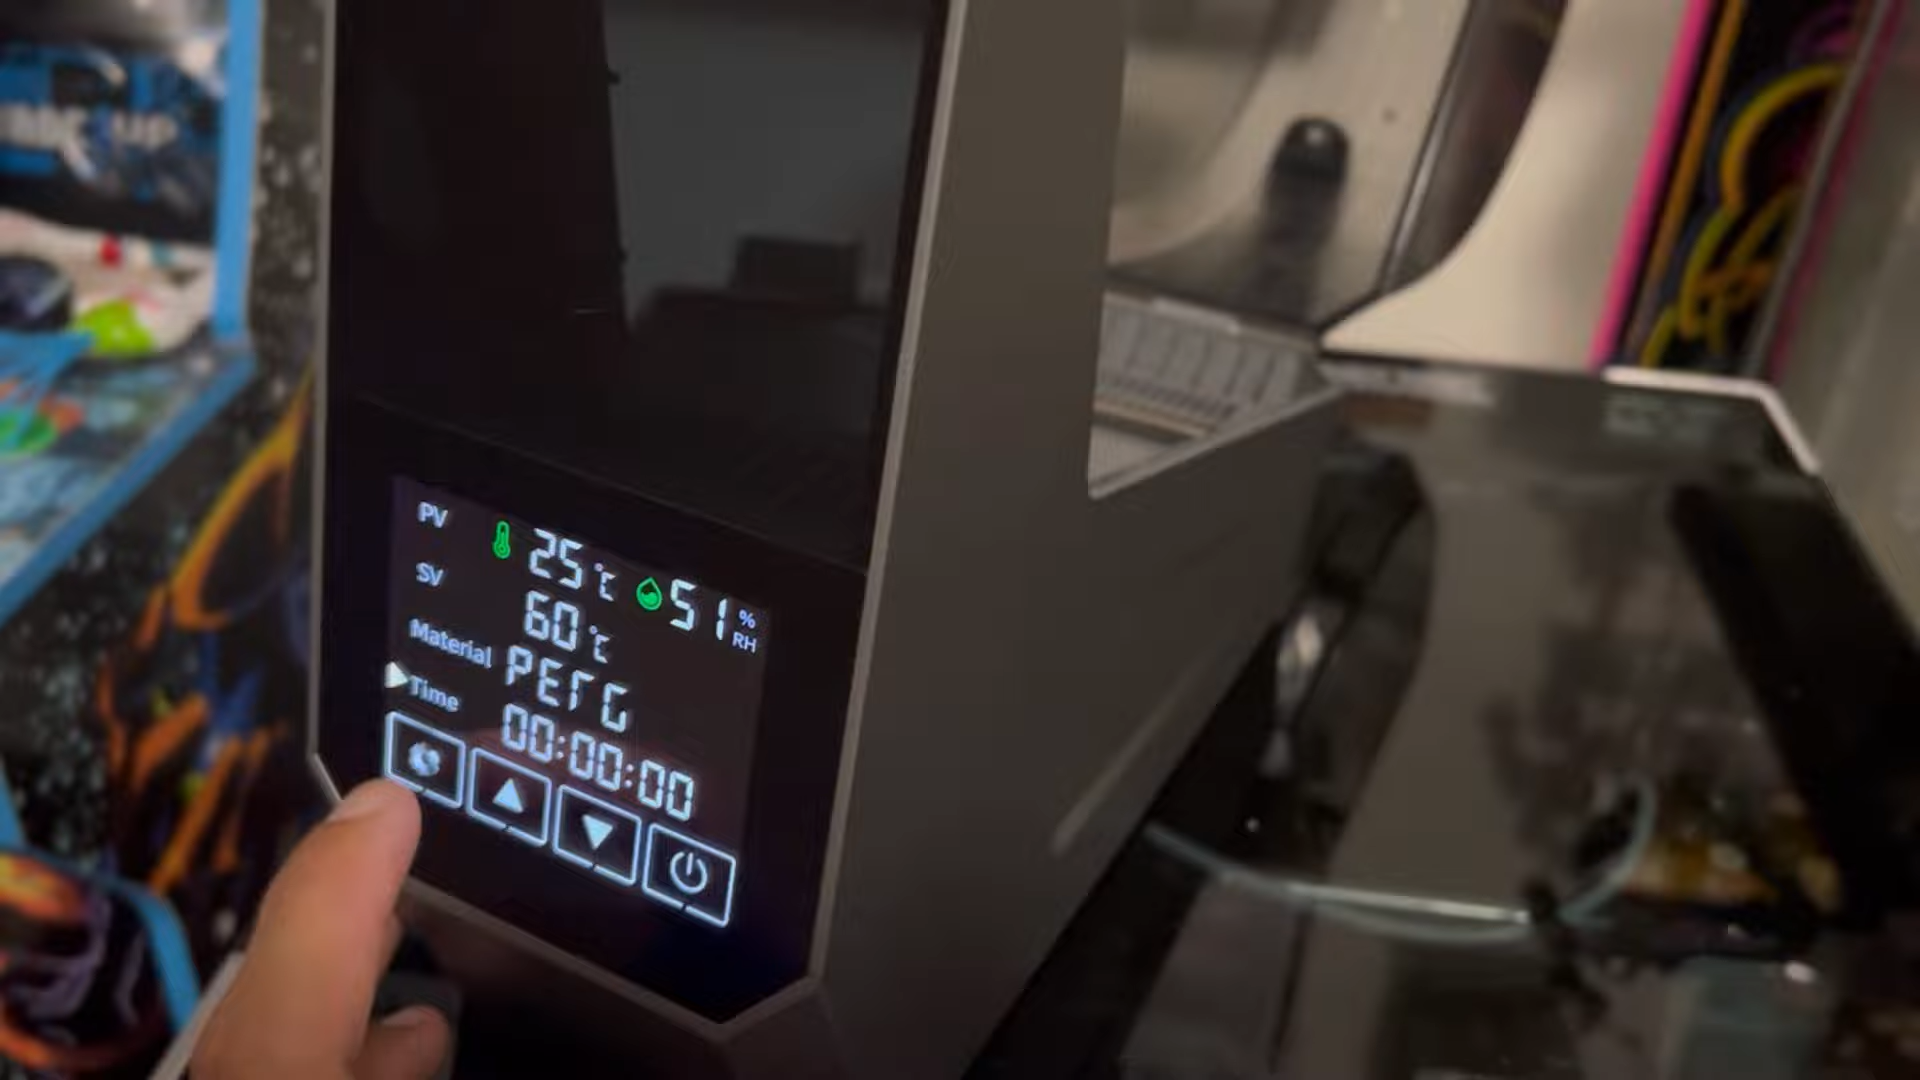 PV 25 °C 51 % RH
SV 60 °C
Material PETG
Time 00:00:00